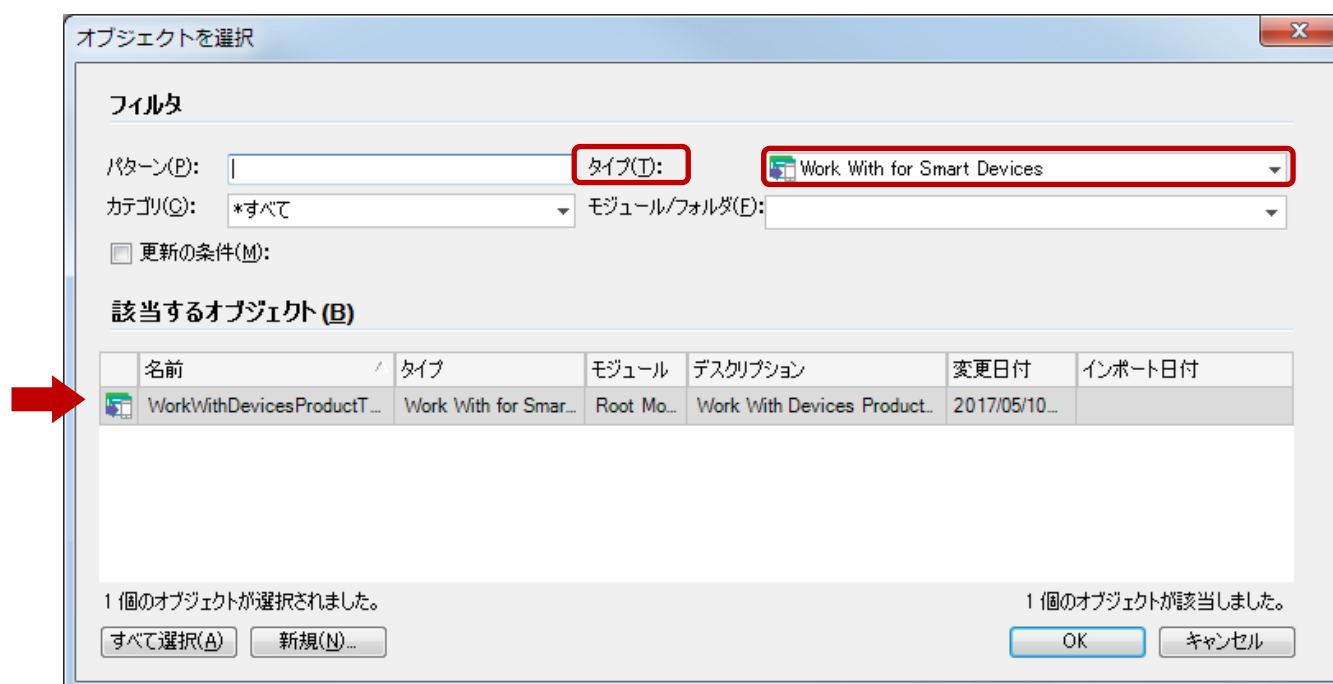 オブジェクトを選択
フィルタ
パターン(P): タイプ(T): Work With for Smart Devices
カテゴリ(C): *すべて モジュール/フォルダ(F):
更新の条件(M):
該当するオブジェクト(B)
名前 タイプ モジュール デスクリプション 変更日付 インポート日付
WorkWithDevicesProductT... Work With for Smar... Root Mo... Work With Devices Product... 2017/05/10...
1 個のオブジェクトが選択されました。 1 個のオブジェクトが該当しました。
すべて選択(A) 新規(N)... OK キャンセル